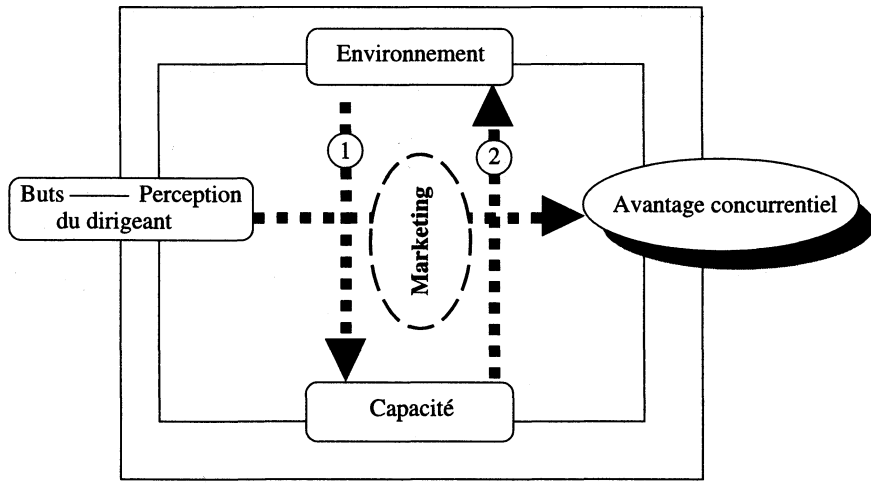 Environnement
1
2
Buts —— Perception
du dirigeant
Marketing
Avantage concurrentiel
Capacité